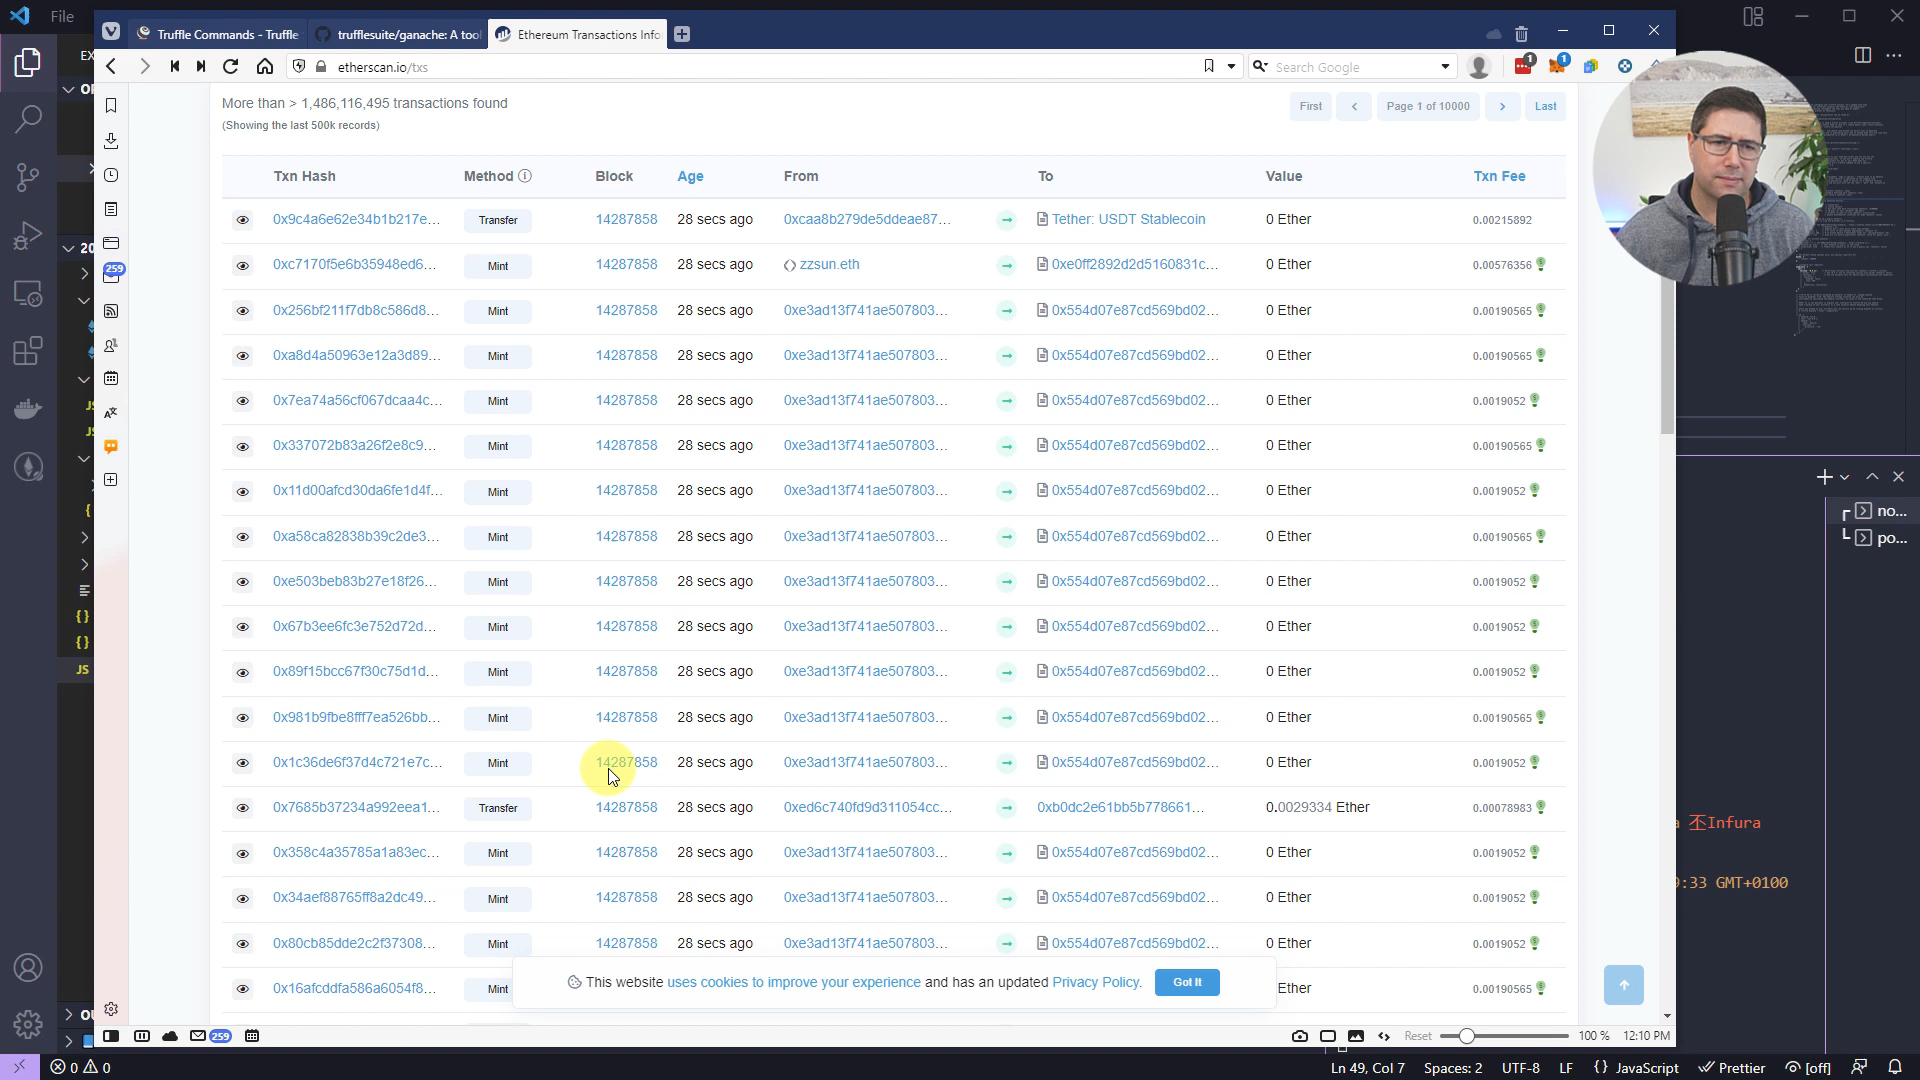 File
Truffle Commands - Truffle
trufflesuite/ganache: A tool
Ethereum Transactions Info
etherscan.io/txs
Search Google
1
1
EX
OP
20
259
JS
More than > 1,486,116,495 transactions found
(Showing the last 500k records)
First
Page 1 of 10000
Last
Txn Hash Method Block Age From To Value Txn Fee
0x9c4a6e62e34b1b217e... Transfer 14287858 28 secs ago 0xcaa8b279de5ddeae87... Tether: USDT Stablecoin 0 Ether 0.00215892
0xc7170f5e6b35948ed6... Mint 14287858 28 secs ago zzsun.eth 0xe0ff2892d2d5160831c... 0 Ether 0.00576356
0x256bf211f7db8c586d8... Mint 14287858 28 secs ago 0xe3ad13f741ae507803... 0x554d07e87cd569bd02... 0 Ether 0.00190565
0xa8d4a50963e12a3d89... Mint 14287858 28 secs ago 0xe3ad13f741ae507803... 0x554d07e87cd569bd02... 0 Ether 0.00190565
0x7ea74a56cf067dcaa4c... Mint 14287858 28 secs ago 0xe3ad13f741ae507803... 0x554d07e87cd569bd02... 0 Ether 0.0019052
0x337072b83a26f2e8c9... Mint 14287858 28 secs ago 0xe3ad13f741ae507803... 0x554d07e87cd569bd02... 0 Ether 0.00190565
0x11d00afcd30da6fe1d4f... Mint 14287858 28 secs ago 0xe3ad13f741ae507803... 0x554d07e87cd569bd02... 0 Ether 0.0019052
0xa58ca82838b39c2de3... Mint 14287858 28 secs ago 0xe3ad13f741ae507803... 0x554d07e87cd569bd02... 0 Ether 0.00190565
0xe503beb83b27e18f26... Mint 14287858 28 secs ago 0xe3ad13f741ae507803... 0x554d07e87cd569bd02... 0 Ether 0.0019052
0x67b3ee6fc3e752d72d... Mint 14287858 28 secs ago 0xe3ad13f741ae507803... 0x554d07e87cd569bd02... 0 Ether 0.0019052
0x89f15bcc67f30c75d1d... Mint 14287858 28 secs ago 0xe3ad13f741ae507803... 0x554d07e87cd569bd02... 0 Ether 0.0019052
0x981b9fbe8fff7ea526bb... Mint 14287858 28 secs ago 0xe3ad13f741ae507803... 0x554d07e87cd569bd02... 0 Ether 0.00190565
0x1c36de6f37d4c721e7c... Mint 14287858 28 secs ago 0xe3ad13f741ae507803... 0x554d07e87cd569bd02... 0 Ether 0.0019052
0x7685b37234a992eea1... Transfer 14287858 28 secs ago 0xed6c740fd9d311054cc... 0xb0dc2e61bb5b778661... 0.0029334 Ether 0.00078983
0x358c4a35785a1a83ec... Mint 14287858 28 secs ago 0xe3ad13f741ae507803... 0x554d07e87cd569bd02... 0 Ether 0.0019052
0x34aef88765ff8a2dc49... Mint 14287858 28 secs ago 0xe3ad13f741ae507803... 0x554d07e87cd569bd02... 0 Ether 0.0019052
0x80cb85dde2c2f37308... Mint 14287858 28 secs ago 0xe3ad13f741ae507803... 0x554d07e87cd569bd02... 0 Ether 0.0019052
0x16afcddfa586a6054f8... Mint Ether 0.00190565
This website uses cookies to improve your experience and has an updated Privacy Policy. Got It
no...
po...
Infura
:33 GMT+0100
OU
259
Reset 100 % 12:10 PM
0 0
Ln 49, Col 7 Spaces: 2 UTF-8 LF {} JavaScript Prettier [off]